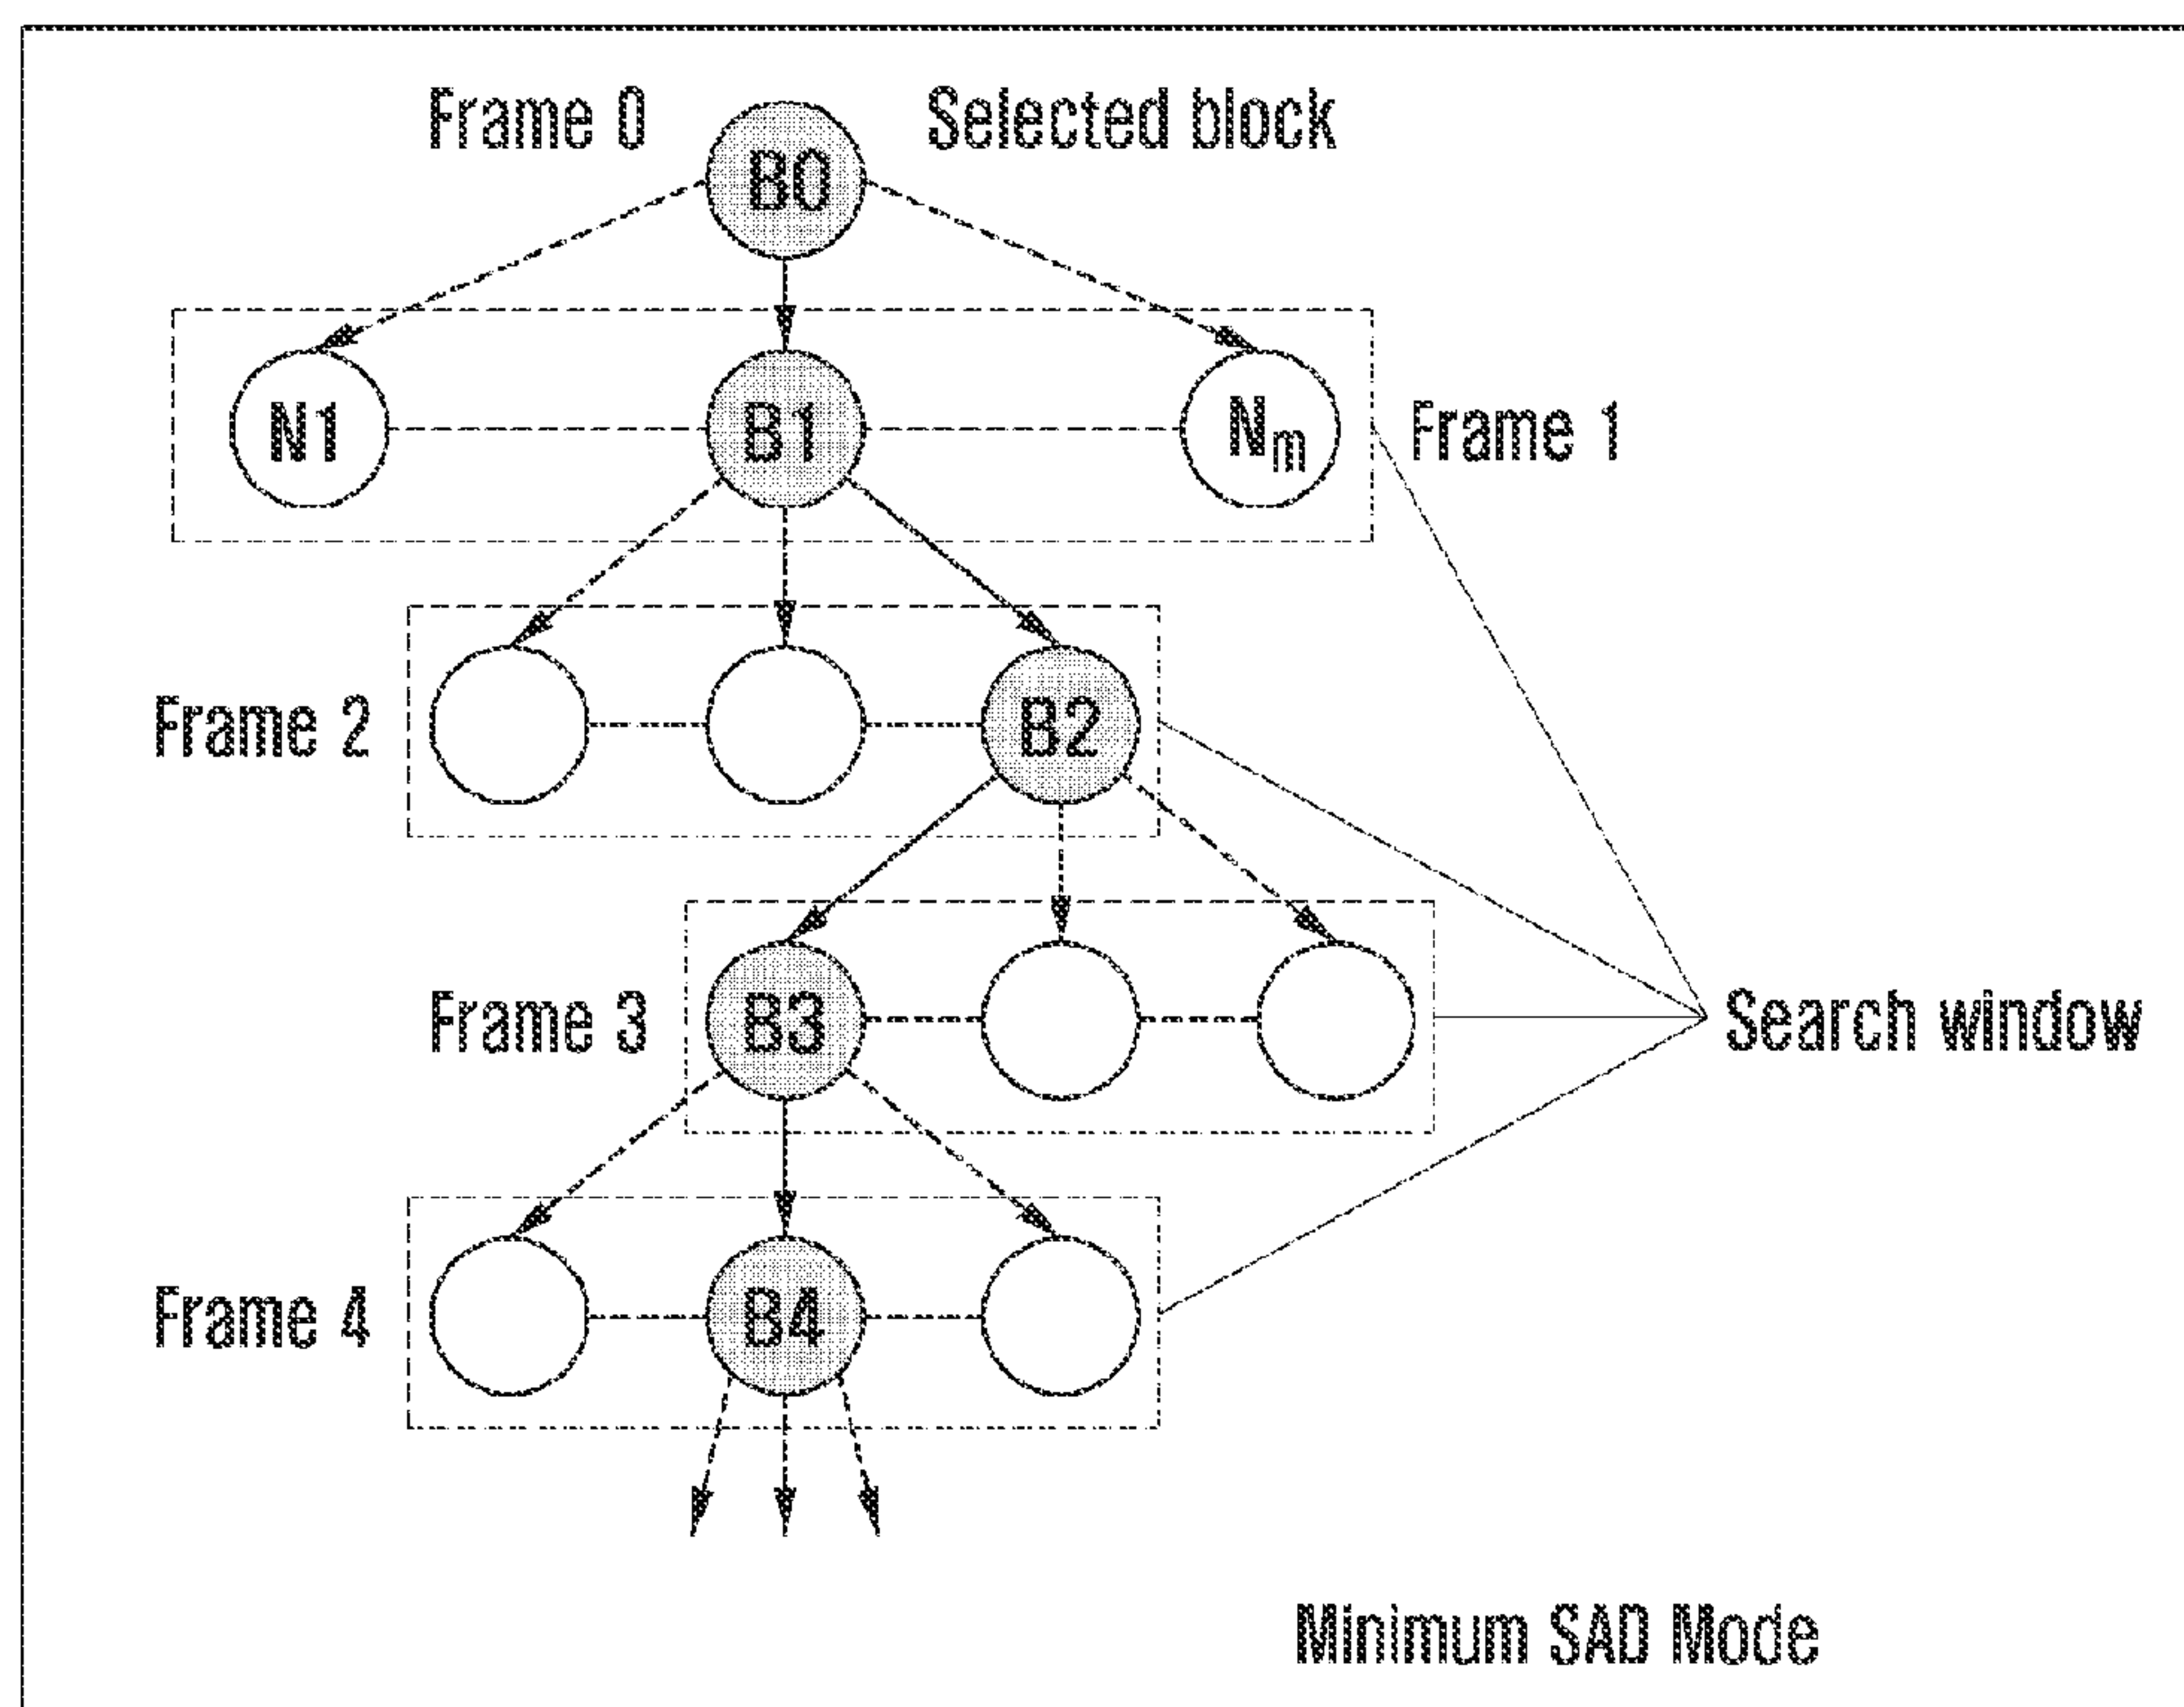 Frame 0
B0
Selected block
N1
B1
Nm
Frame 1
Frame 2
B2
Frame 3
B3
Search window
Frame 4
B4
Minimum SAD Mode